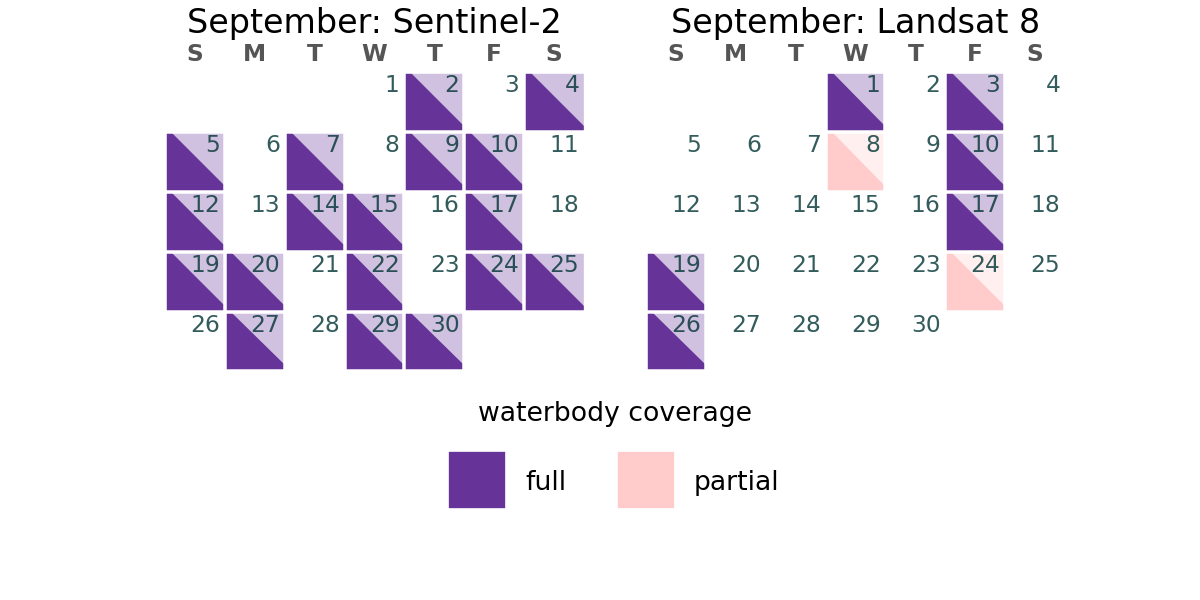 September: Sentinel-2
S M T W T F S
1 2 3 4
5 6 7 8 9 10 11
12 13 14 15 16 17 18
19 20 21 22 23 24 25
26 27 28 29 30
September: Landsat 8
S M T W T F S
1 2 3 4
5 6 7 8 9 10 11
12 13 14 15 16 17 18
19 20 21 22 23 24 25
26 27 28 29 30
waterbody coverage
full partial